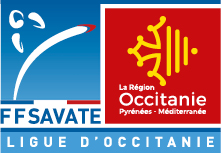 FFSAVATE
La Région
Occitanie
Pyrénées - Méditerranée
LIGUE D'OCCITANIE